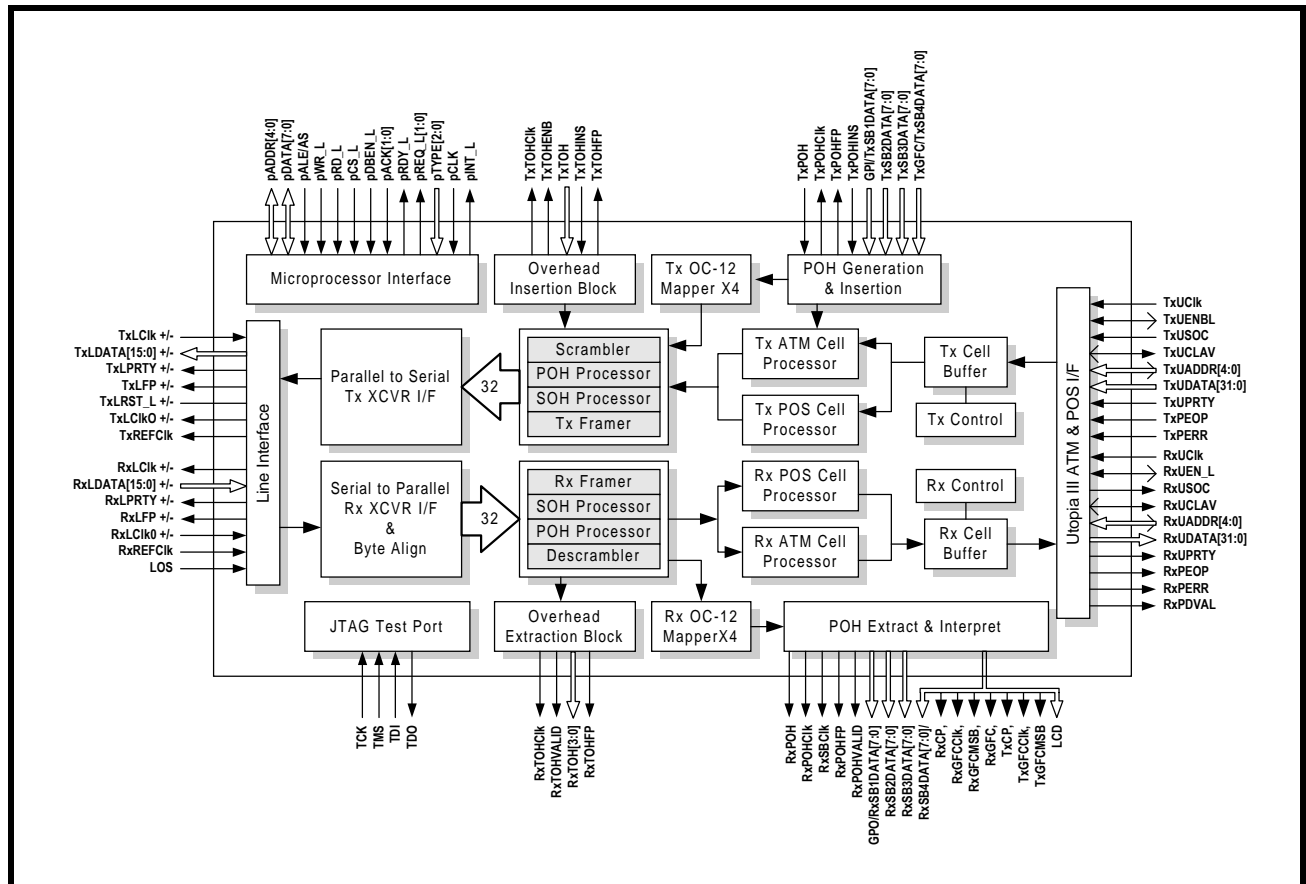 pADDR[4:0]
pDATA[7:0]
pALE/AS
pWR_L
pRD_L
pCS_L
pDBEN_L
pACK[1:0]
pRDY_L
pREQ_L[1:0]
pTYPE[2:0]
pCLK
pINT_L
TxTOHClk
TxTOHENB
TxTOH
TxTOHINS
TxTOHFP
TxPOH
TxPOHClk
TxPOHFP
TxPOHINS
GPI/TxSB1DATA[7:0]
TxSB2DATA[7:0]
TxSB3DATA[7:0]
TxGFC/TxSB4DATA[7:0]
Microprocessor Interface
Overhead
Insertion Block
Tx OC-12
Mapper X4
POH Generation
& Insertion
TxLClk +/-
TxLDATA[15:0] +/-
TxLPRTY +/-
TxLFP +/-
TxLRST_L +/-
TxLClkO +/-
TxREFClk
RxLClk +/-
RxLDATA[15:0] +/-
RxLPRTY +/-
RxLFP +/-
RxLClk0 +/-
RxREFClk
LOS
Line Interface
Parallel to Serial
Tx XCVR I/F
32
Scrambler
POH Processor
SOH Processor
Tx Framer
Tx ATM Cell
Processor
Tx POS Cell
Processor
Tx Cell
Buffer
Tx Control
Serial to Parallel
Rx XCVR I/F
&
Byte Align
32
Rx Framer
SOH Processor
POH Processor
Descrambler
Rx POS Cell
Processor
Rx ATM Cell
Processor
Rx Control
Rx Cell
Buffer
Utopia III ATM & POS I/F
TxUClk
TxUENBL
TxUSOC
TxUCLAV
TxUADDR[4:0]
TxUDATA[31:0]
TxUPRTY
TxPEOP
TxPERR
RxUClk
RxUEN_L
RxUSOC
RxUCLAV
RxUADDR[4:0]
RxUDATA[31:0]
RxUPRTY
RxPEOP
RxPERR
RxPDVAL
JTAG Test Port
Overhead
Extraction Block
Rx OC-12
MapperX4
POH Extract & Interpret
TCK
TMS
TDI
TDO
RxTOHClk
RxTOHVALID
RxTOH[3:0]
RxTOHFP
RxPOH
RxPOHClk
RxSBClk
RxPOHFP
RxPOHVALID
GPO/RxSB1DATA[7:0]
RxSB2DATA[7:0]
RxSB3DATA[7:0]
RxSB4DATA[7:0]/
RxCP,
RxGFCClk,
RxGFCMSB,
RxGFC,
TxCP,
TxGFCClk,
TxGFCMSB
LCD